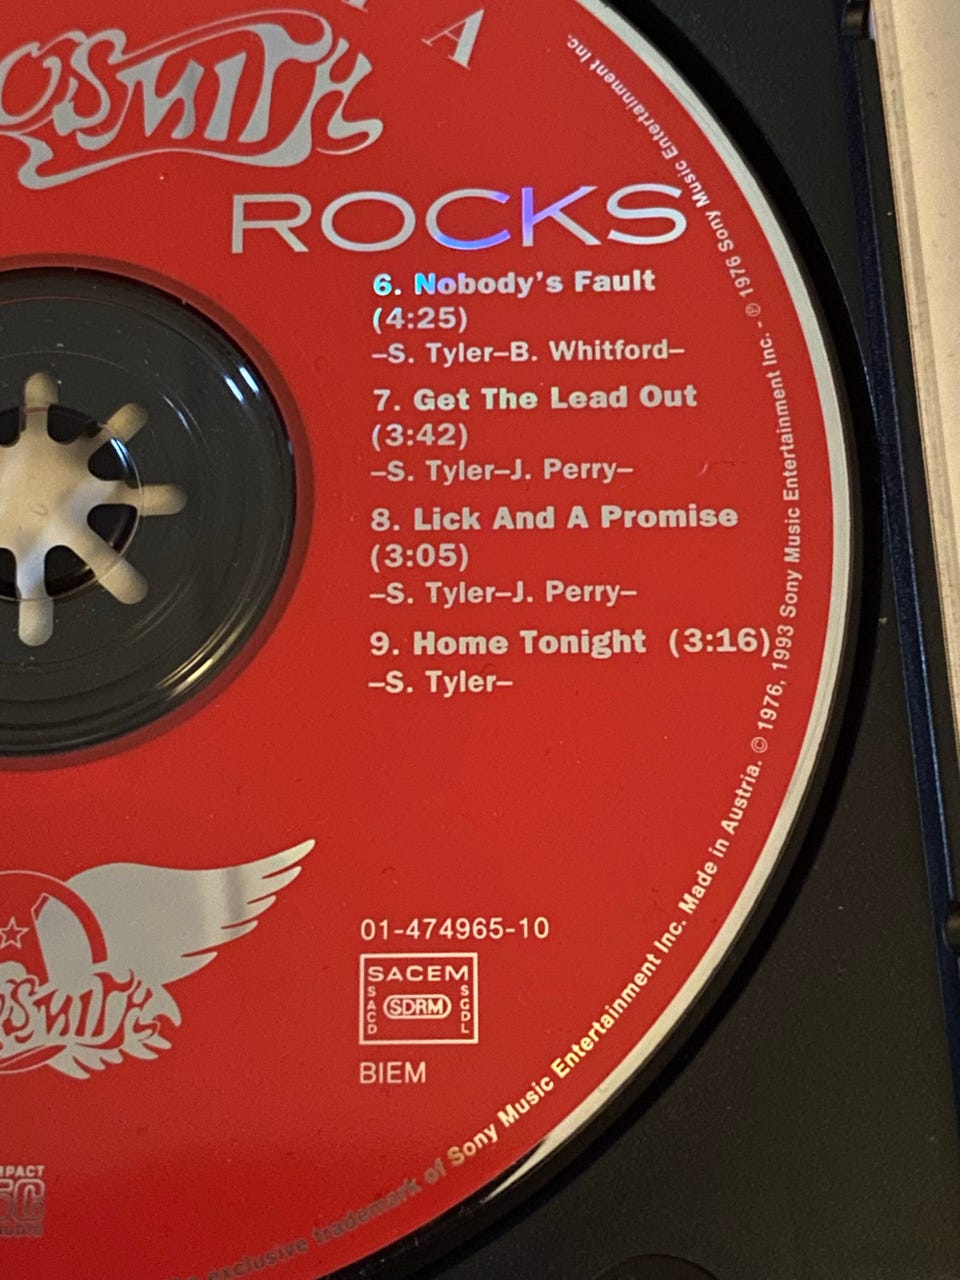 A
ROCKS
6. Nobody's Fault
(4:25)
–S. Tyler–B. Whitford–
7. Get The Lead Out
(3:42)
–S. Tyler–J. Perry–
8. Lick And A Promise
(3:05)
–S. Tyler–J. Perry–
9. Home Tonight (3:16)
–S. Tyler–
01-474965-10
SACEM
SACD
SDRM
SGDL
BIEM
exclusive trademark of Sony Music Entertainment Inc. Made in Austria. © 1976, 1993 Sony Music Entertainment Inc. - ℗ 1976 Sony Music Entertainment Inc.